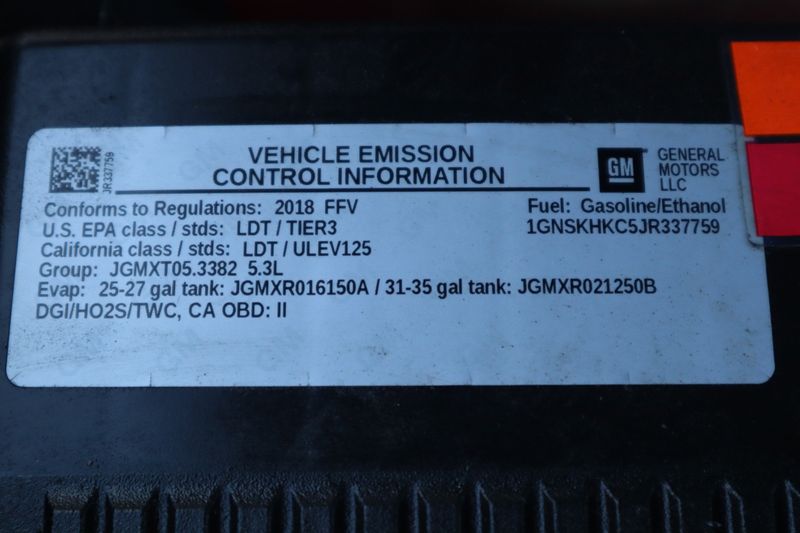 JR337759
VEHICLE EMISSION
CONTROL INFORMATION
GM
GENERAL
MOTORS
LLC
Conforms to Regulations: 2018 FFV
Fuel: Gasoline/Ethanol
U.S. EPA class / stds: LDT / TIER3
1GNSKHKC5JR337759
California class / stds: LDT / ULEV125
Group: JGMXT05.3382 5.3L
Evap: 25-27 gal tank: JGMXR016150A / 31-35 gal tank: JGMXR021250B
DGI/HO2S/TWC, CA OBD: II